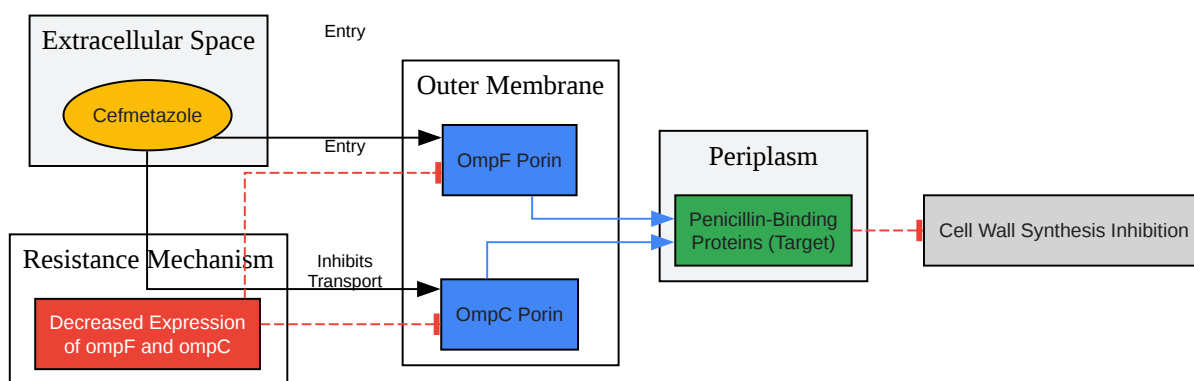 Entry
Extracellular Space
Cefmetazole
Entry
Outer Membrane
OmpF Porin
Periplasm
Penicillin-Binding
Proteins (Target)
Cell Wall Synthesis Inhibition
Resistance Mechanism
Decreased Expression
of ompF and ompC
Inhibits
Transport
OmpC Porin